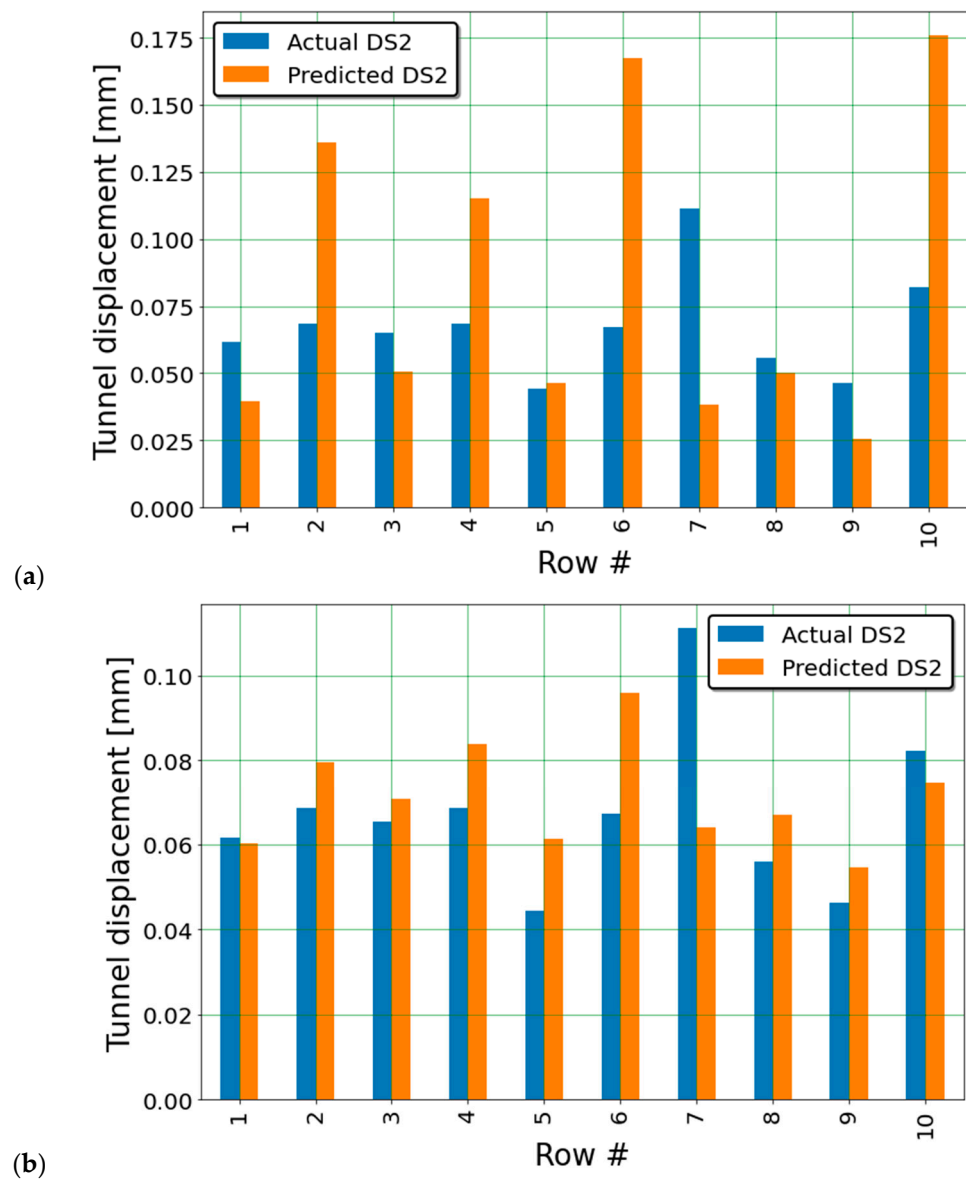 0.175
0.150
0.125
0.100
0.075
0.050
0.025
0.000
Tunnel displacement [mm]
Actual DS2
Predicted DS2
1 2 3 4 5 6 7 8 9 10
Row #
(a)
0.10
0.08
0.06
0.04
0.02
0.00
Tunnel displacement [mm]
Actual DS2
Predicted DS2
1 2 3 4 5 6 7 8 9 10
Row #
(b)